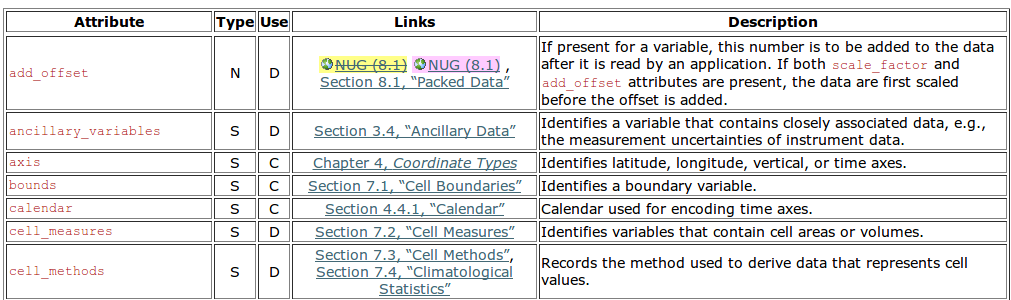 Attribute Type Use Links Description
add_offset N D NUG (8.1) NUG (8.1) , Section 8.1, “Packed Data” If present for a variable, this number is to be added to the data
after it is read by an application. If both scale_factor and
add_offset attributes are present, the data are first scaled
before the offset is added.
ancillary_variables S D Section 3.4, “Ancillary Data” Identifies a variable that contains closely associated data, e.g.,
the measurement uncertainties of instrument data.
axis S C Chapter 4, Coordinate Types Identifies latitude, longitude, vertical, or time axes.
bounds S C Section 7.1, “Cell Boundaries” Identifies a boundary variable.
calendar S C Section 4.4.1, “Calendar” Calendar used for encoding time axes.
cell_measures S D Section 7.2, “Cell Measures” Identifies variables that contain cell areas or volumes.
cell_methods S D Section 7.3, “Cell Methods”,
Section 7.4, “Climatological
Statistics” Records the method used to derive data that represents cell
values.